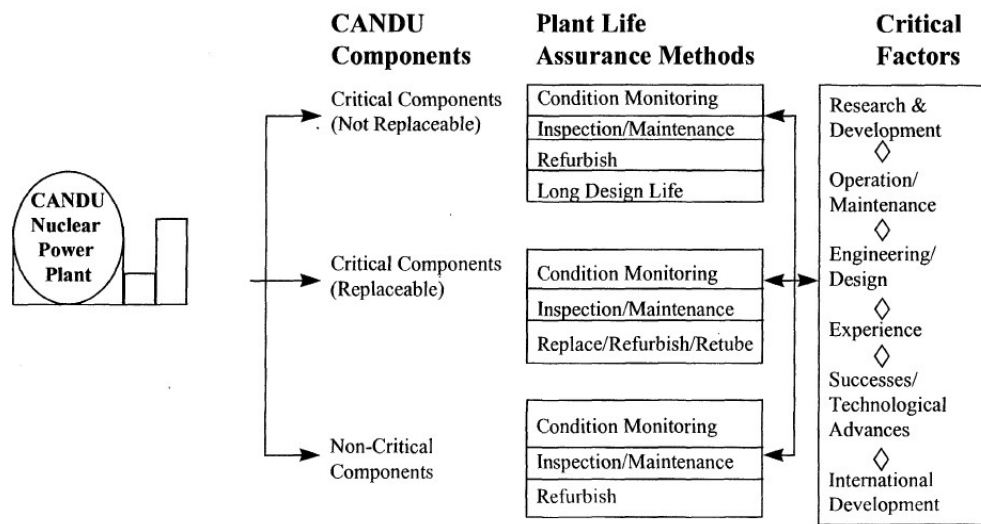 CANDU
Components
Plant Life
Assurance Methods
Critical
Factors
CANDU
Nuclear
Power
Plant
Critical Components
(Not Replaceable)
Condition Monitoring
Inspection/Maintenance
Refurbish
Long Design Life
Critical Components
(Replaceable)
Condition Monitoring
Inspection/Maintenance
Replace/Refurbish/Retube
Non-Critical
Components
Condition Monitoring
Inspection/Maintenance
Refurbish
Research &
Development
Operation/
Maintenance
Engineering/
Design
Experience
Successes/
Technological
Advances
International
Development